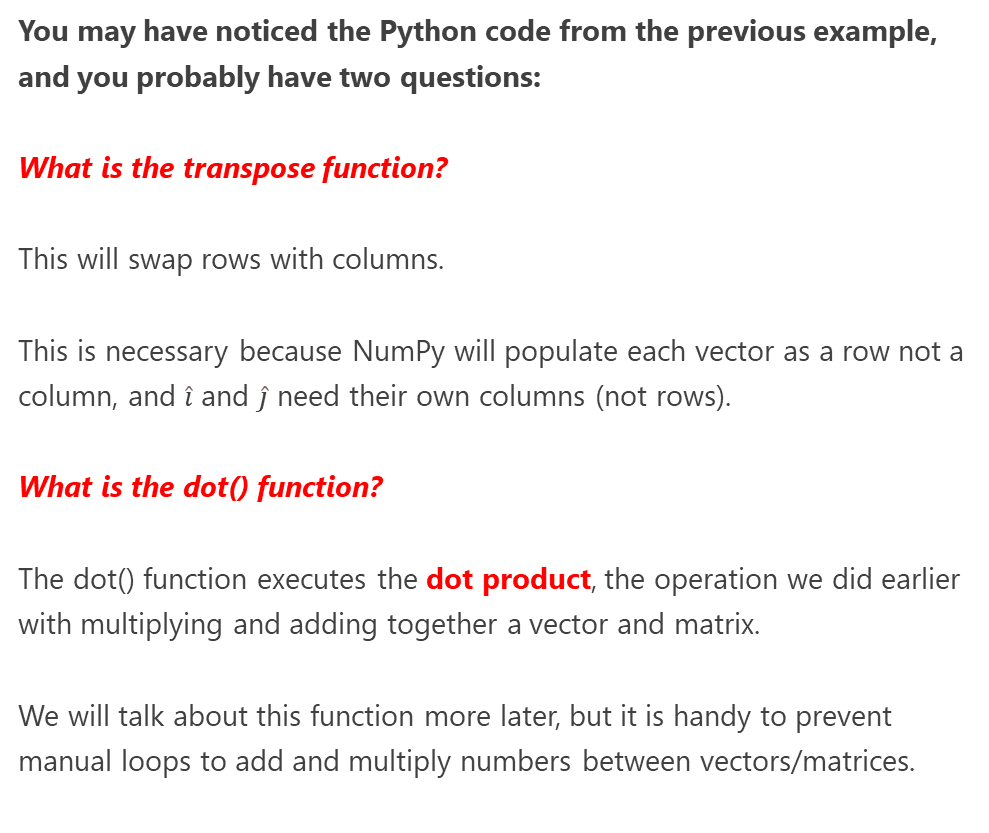 You may have noticed the Python code from the previous example,
and you probably have two questions:
What is the transpose function?
This will swap rows with columns.
This is necessary because NumPy will populate each vector as a row not a
column, and î and ĵ need their own columns (not rows).
What is the dot() function?
The dot() function executes the dot product, the operation we did earlier
with multiplying and adding together a vector and matrix.
We will talk about this function more later, but it is handy to prevent
manual loops to add and multiply numbers between vectors/matrices.